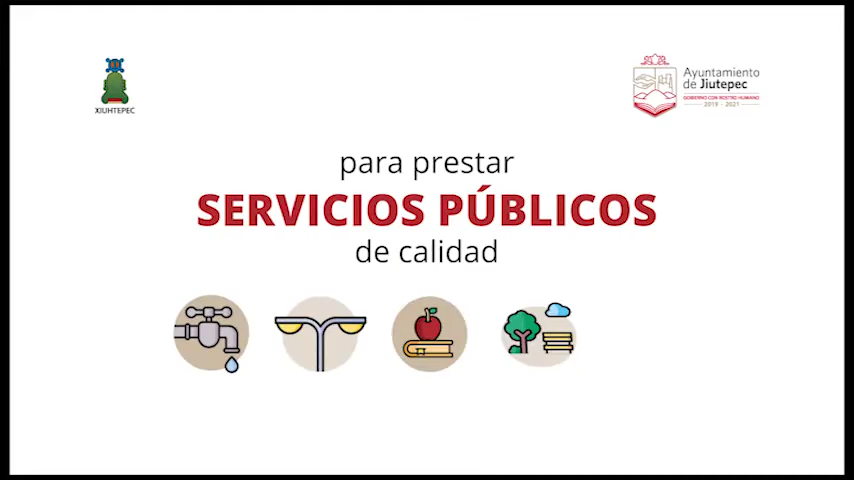 XIUHTEPEC
Ayuntamiento
de Jiutepec
GOBIERNO CON ROSTRO HUMANO
2019 - 2021
para prestar
SERVICIOS PÚBLICOS
de calidad